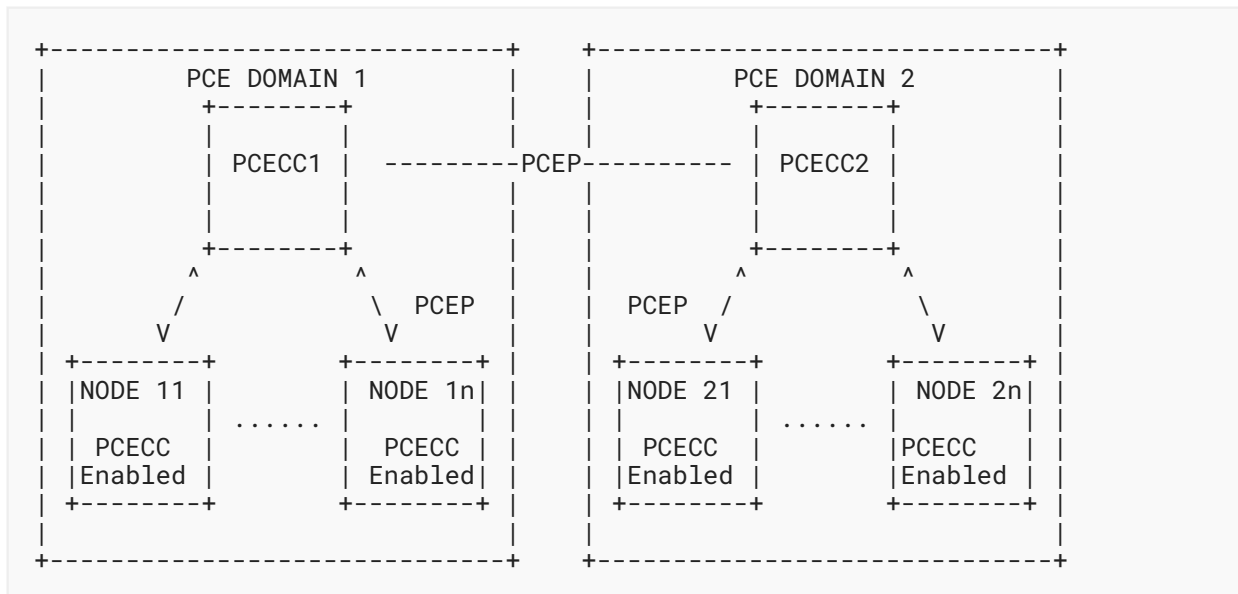 PCE DOMAIN 1 PCE DOMAIN 2
PCECC1 ---------PCEP---------- PCECC2
PCEP PCEP
NODE 11 NODE 1n NODE 21 NODE 2n
...... ......
PCECC PCECC PCECC PCECC
Enabled Enabled Enabled Enabled